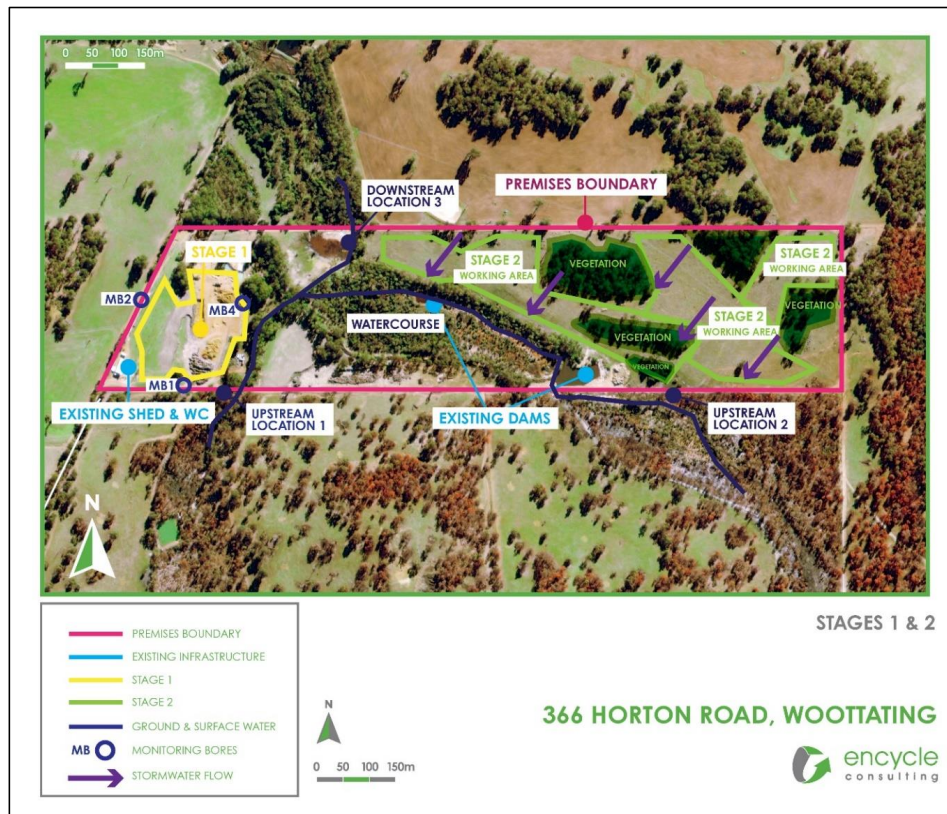 0 50 100 150m
DOWNSTREAM
LOCATION 3
PREMISES BOUNDARY
STAGE 1
STAGE 2
WORKING AREA
VEGETATION
STAGE 2
WORKING AREA
MB2
MB4
VEGETATION
WATERCOURSE
STAGE 2
WORKING AREA
VEGETATION
VEGETATION
MB1
EXISTING SHED & WC
UPSTREAM
LOCATION 1
EXISTING DAMS
UPSTREAM
LOCATION 2
N
STAGES 1 & 2
PREMISES BOUNDARY
EXISTING INFRASTRUCTURE
STAGE 1
STAGE 2
GROUND & SURFACE WATER
MB MONITORING BORES
STORMWATER FLOW
N
0 50 100 150m
366 HORTON ROAD, WOOTTATING
encycle
consulting